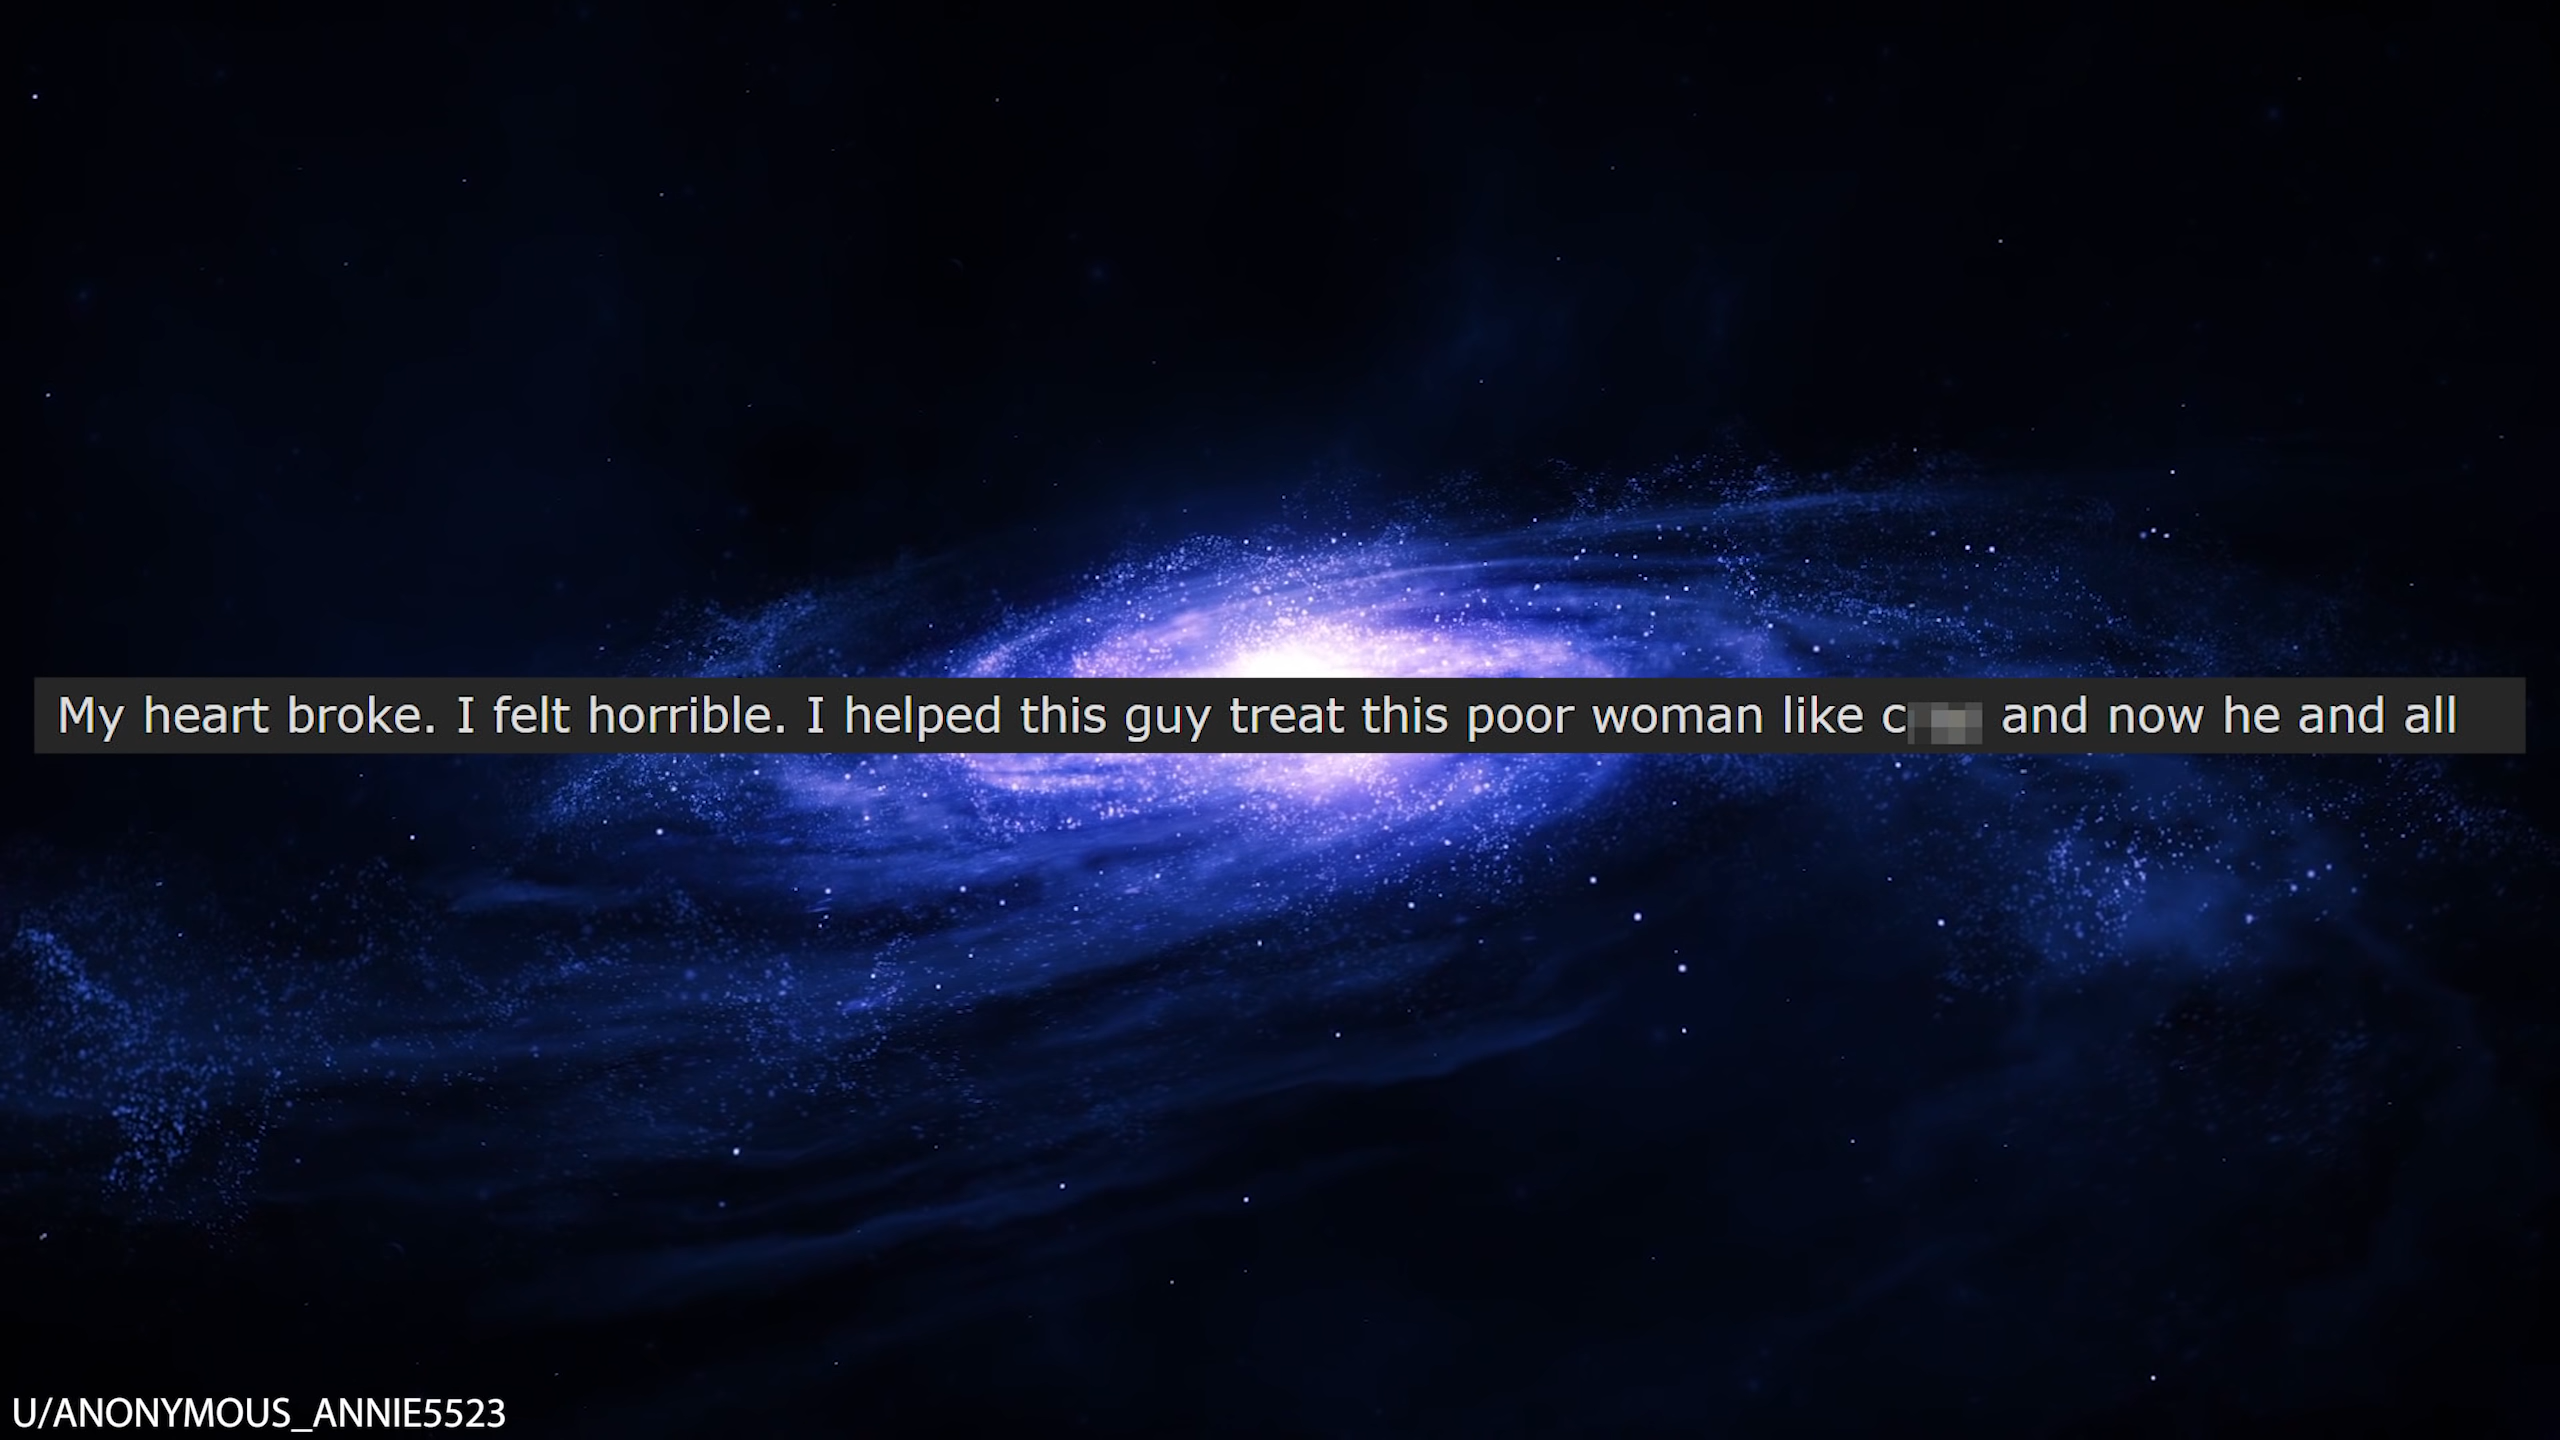 My heart broke. I felt horrible. I helped this guy treat this poor woman like c and now he and all
U/ANONYMOUS_ANNIE5523